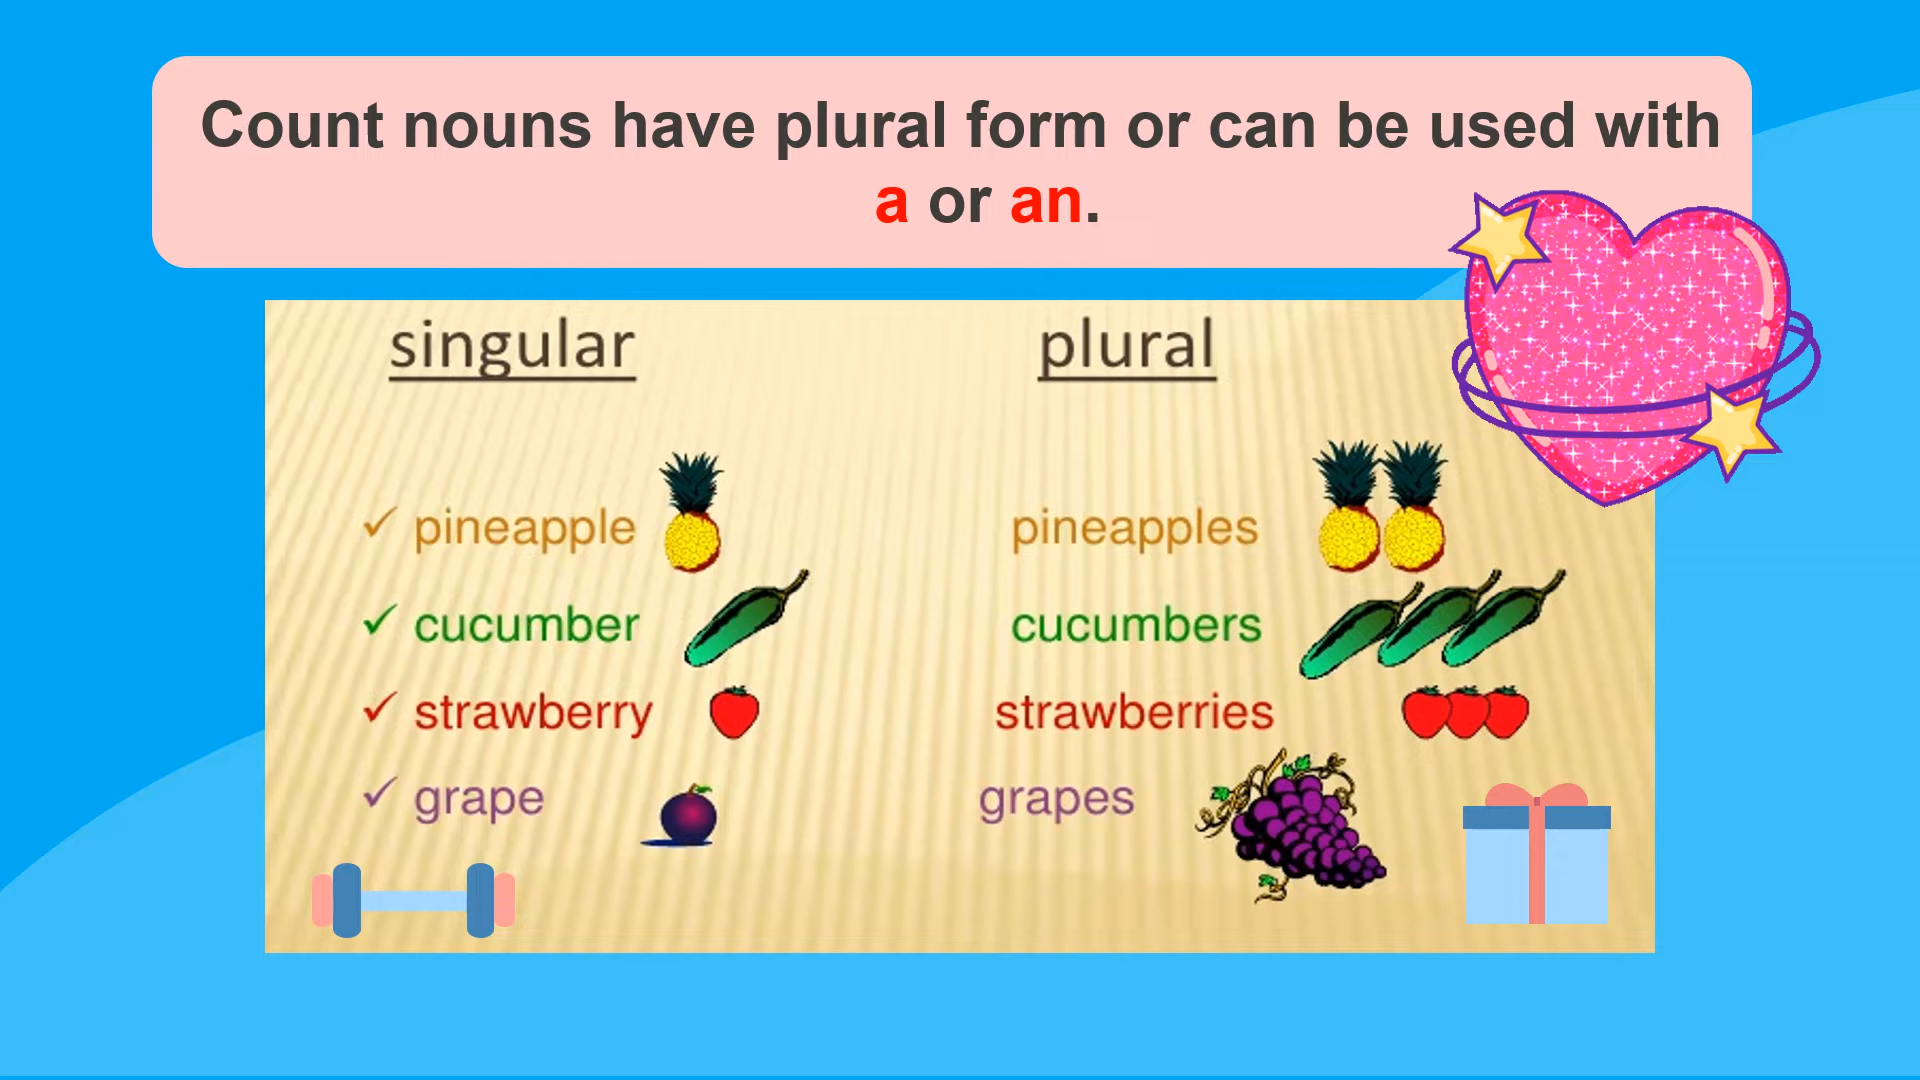 Count nouns have plural form or can be used with
a or an.
singular plural
✓ pineapple pineapples
✓ cucumber cucumbers
✓ strawberry strawberries
✓ grape grapes